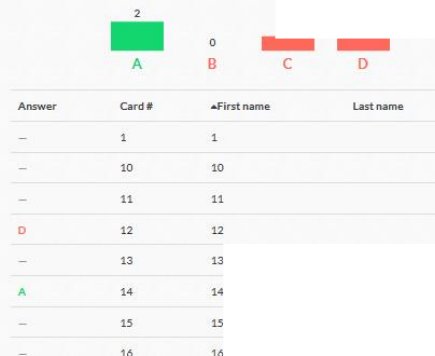 2
0
A B C D
Answer Card # ▲First name Last name
— 1 1
— 10 10
— 11 11
D 12 12
— 13 13
A 14 14
— 15 15
— 16 16